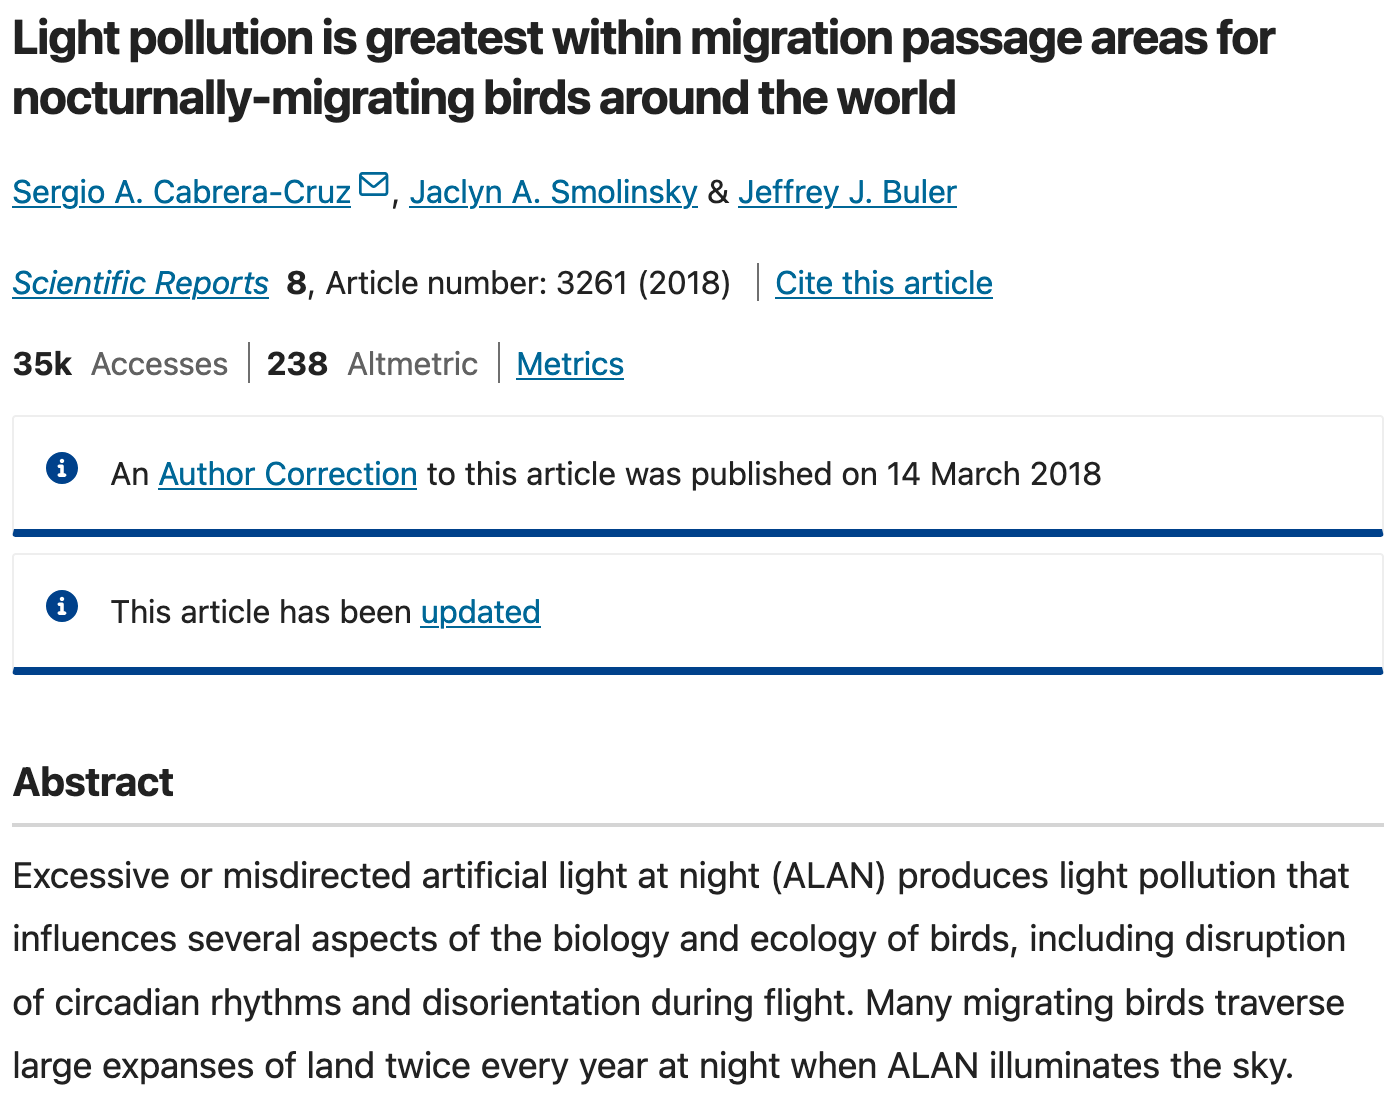 Light pollution is greatest within migration passage areas for
nocturnally-migrating birds around the world
Sergio A. Cabrera-Cruz, Jaclyn A. Smolinsky & Jeffrey J. Buler
Scientific Reports 8, Article number: 3261 (2018) | Cite this article
35k Accesses | 238 Altmetric | Metrics
An Author Correction to this article was published on 14 March 2018
This article has been updated
Abstract
Excessive or misdirected artificial light at night (ALAN) produces light pollution that
influences several aspects of the biology and ecology of birds, including disruption
of circadian rhythms and disorientation during flight. Many migrating birds traverse
large expanses of land twice every year at night when ALAN illuminates the sky.